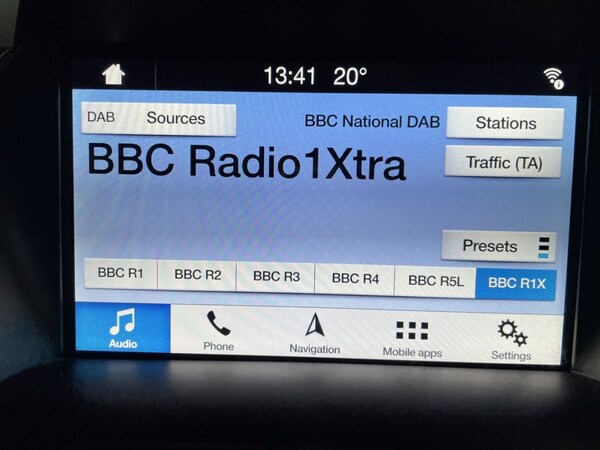 13:41 20°
DAB Sources
BBC National DAB
Stations
BBC Radio1Xtra
Traffic (TA)
Presets
BBC R1 BBC R2 BBC R3 BBC R4 BBC R5L BBC R1X
Audio Phone Navigation Mobile apps Settings